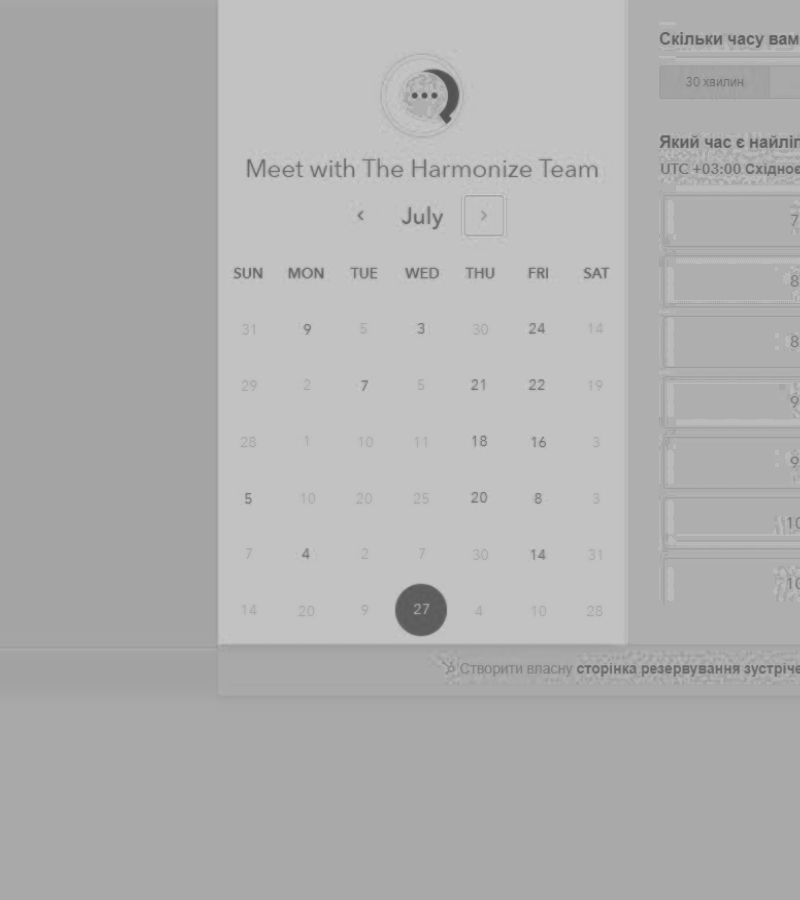 Meet with The Harmonize Team
‹ July ›
SUN MON TUE WED THU FRI SAT
31 9 5 3 30 24 14
29 2 7 5 21 22 19
28 1 10 11 18 16 3
5 10 20 25 20 8 3
7 4 2 7 30 14 31
14 20 9 27 4 10 28
Скільки часу вам
30 хвилин
Який час є найліп
UTC +03:00 Східноє
7
8
8
9
9
10
10
Створити власну сторінка резервування зустріче